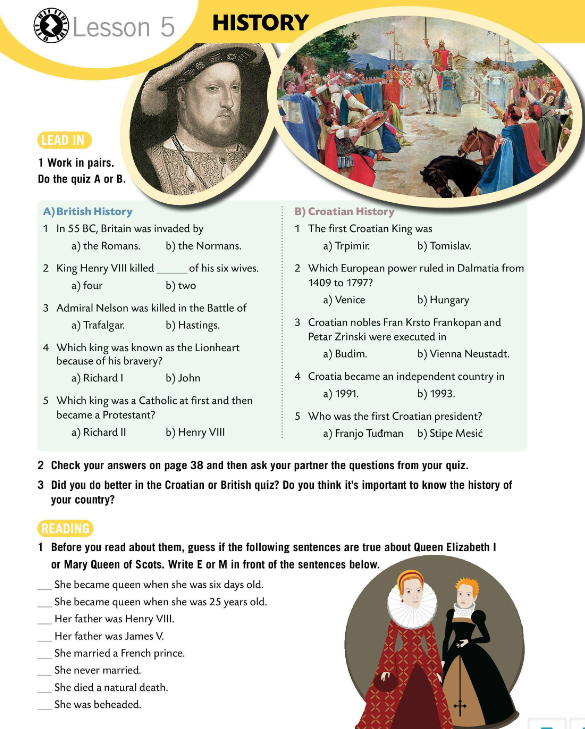 Lesson 5
HISTORY
LEAD IN
1 Work in pairs.
Do the quiz A or B.
A) British History
1 In 55 BC, Britain was invaded by
a) the Romans. b) the Normans.
2 King Henry VIII killed _____ of his six wives.
a) four b) two
3 Admiral Nelson was killed in the Battle of
a) Trafalgar. b) Hastings.
4 Which king was known as the Lionheart
because of his bravery?
a) Richard I b) John
5 Which king was a Catholic at first and then
became a Protestant?
a) Richard II b) Henry VIII
B) Croatian History
1 The first Croatian King was
a) Trpimir. b) Tomislav.
2 Which European power ruled in Dalmatia from
1409 to 1797?
a) Venice b) Hungary
3 Croatian nobles Fran Krsto Frankopan and
Petar Zrinski were executed in
a) Budim. b) Vienna Neustadt.
4 Croatia became an independent country in
a) 1991. b) 1993.
5 Who was the first Croatian president?
a) Franjo Tuđman b) Stipe Mesić
2 Check your answers on page 38 and then ask your partner the questions from your quiz.
3 Did you do better in the Croatian or British quiz? Do you think it's important to know the history of
your country?
READING
1 Before you read about them, guess if the following sentences are true about Queen Elizabeth I
or Mary Queen of Scots. Write E or M in front of the sentences below.
___ She became queen when she was six days old.
___ She became queen when she was 25 years old.
___ Her father was Henry VIII.
___ Her father was James V.
___ She married a French prince.
___ She never married.
___ She died a natural death.
___ She was beheaded.